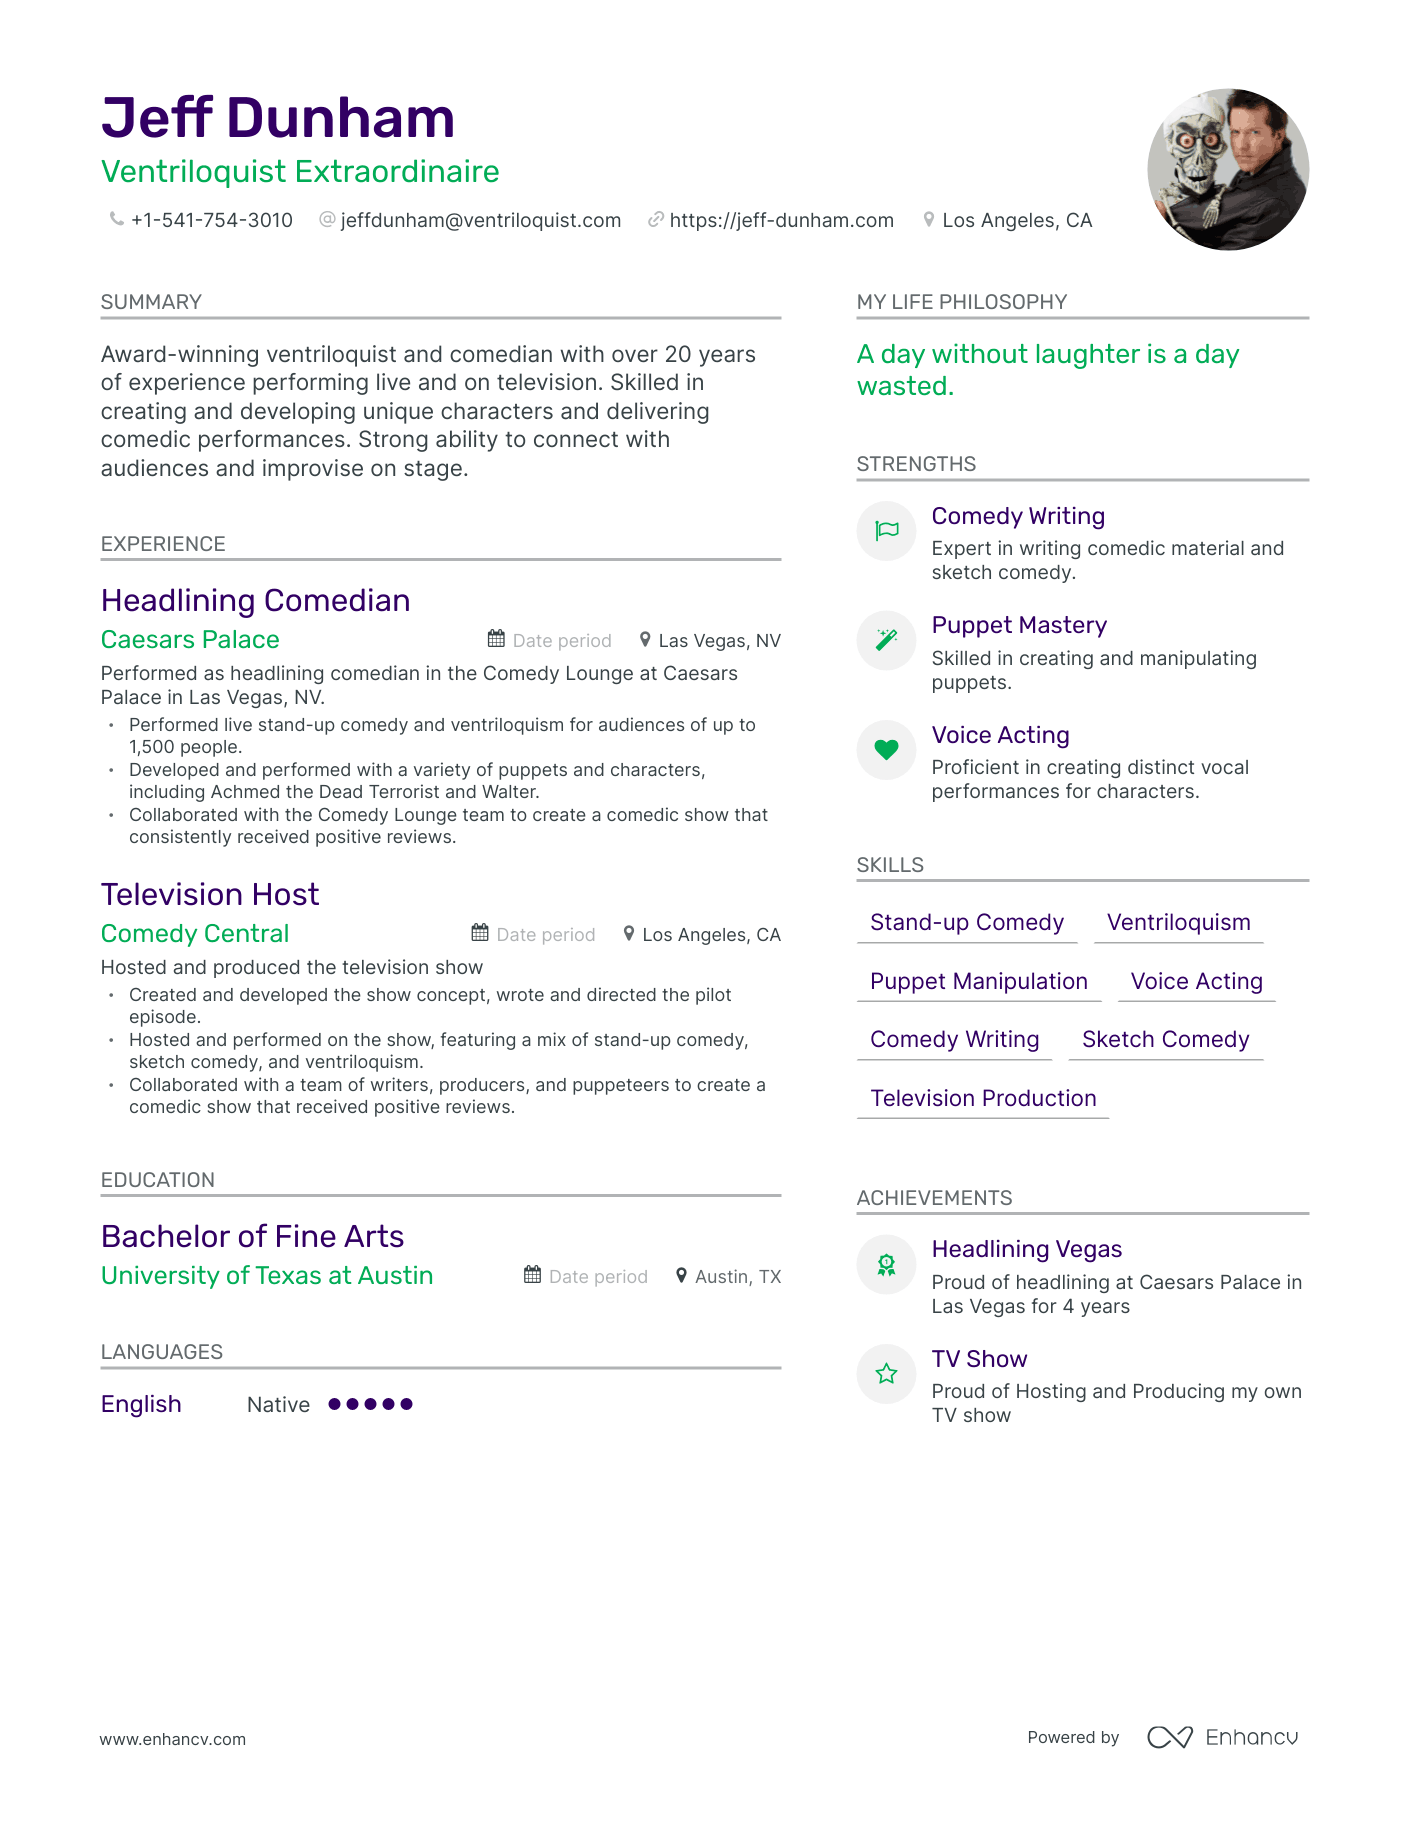 Jeff Dunham
Ventriloquist Extraordinaire
+1-541-754-3010 @ jeffdunham@ventriloquist.com https://jeff-dunham.com Los Angeles, CA
SUMMARY
Award-winning ventriloquist and comedian with over 20 years
of experience performing live and on television. Skilled in
creating and developing unique characters and delivering
comedic performances. Strong ability to connect with
audiences and improvise on stage.
EXPERIENCE
Headlining Comedian
Caesars Palace Date period Las Vegas, NV
Performed as headlining comedian in the Comedy Lounge at Caesars
Palace in Las Vegas, NV.
• Performed live stand-up comedy and ventriloquism for audiences of up to
1,500 people.
• Developed and performed with a variety of puppets and characters,
including Achmed the Dead Terrorist and Walter.
• Collaborated with the Comedy Lounge team to create a comedic show that
consistently received positive reviews.
Television Host
Comedy Central Date period Los Angeles, CA
Hosted and produced the television show
• Created and developed the show concept, wrote and directed the pilot
episode.
• Hosted and performed on the show, featuring a mix of stand-up comedy,
sketch comedy, and ventriloquism.
• Collaborated with a team of writers, producers, and puppeteers to create a
comedic show that received positive reviews.
EDUCATION
Bachelor of Fine Arts
University of Texas at Austin Date period Austin, TX
LANGUAGES
English Native
MY LIFE PHILOSOPHY
A day without laughter is a day
wasted.
STRENGTHS
Comedy Writing
Expert in writing comedic material and
sketch comedy.
Puppet Mastery
Skilled in creating and manipulating
puppets.
Voice Acting
Proficient in creating distinct vocal
performances for characters.
SKILLS
Stand-up Comedy Ventriloquism
Puppet Manipulation Voice Acting
Comedy Writing Sketch Comedy
Television Production
ACHIEVEMENTS
Headlining Vegas
Proud of headlining at Caesars Palace in
Las Vegas for 4 years
TV Show
Proud of Hosting and Producing my own
TV show
www.enhancv.com
Powered by Enhancv